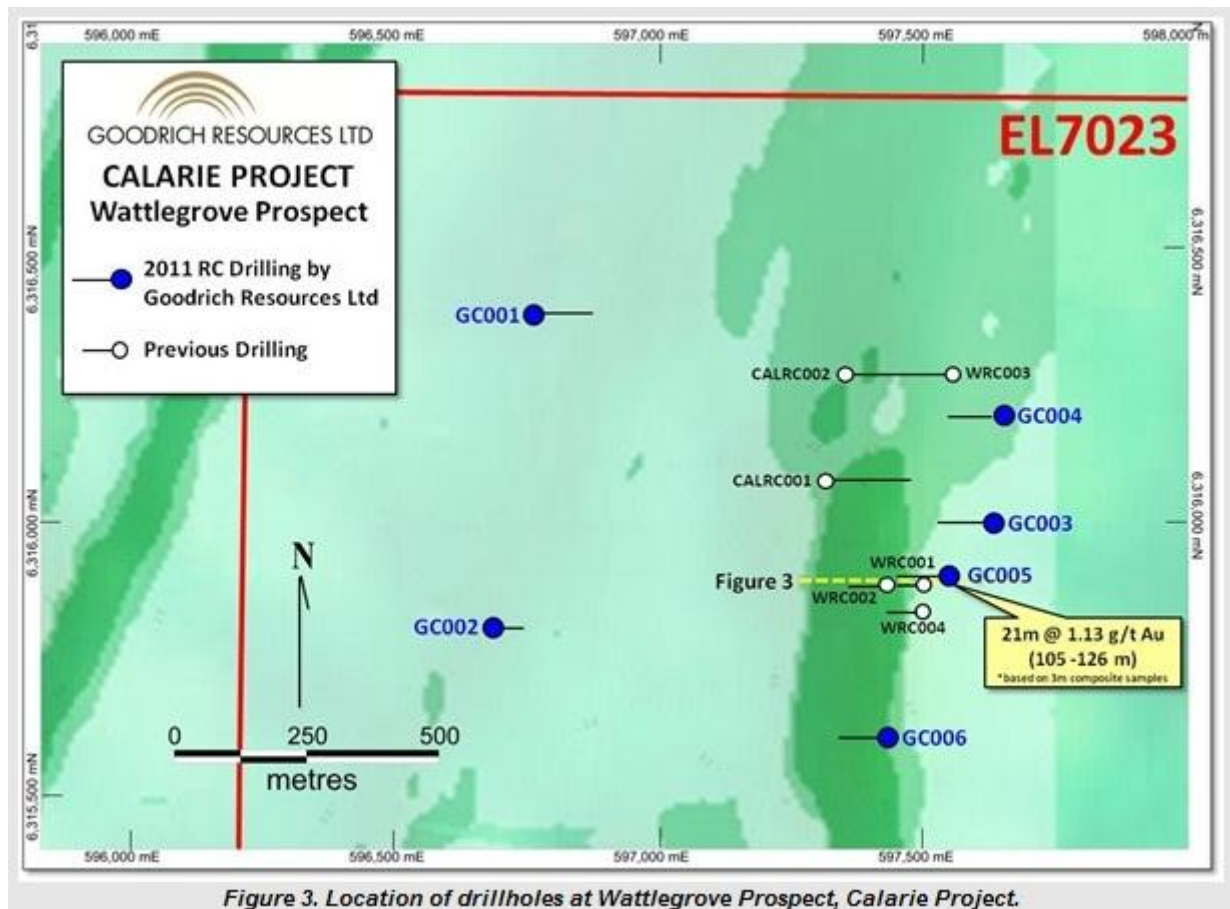 6,31
596,000 mE
596,500 mE
597,000 mE
597,500 mE
N
598,000 m
GOODRICH RESOURCES LTD
CALARIE PROJECT
Wattlegrove Prospect
2011 RC Drilling by
Goodrich Resources Ltd
Previous Drilling
EL7023
6,316,500 mN
6,316,500 mN
GC001
CALRC002
WRC003
GC004
CALRC001
6,316,000 mN
6,316,000 mN
GC003
WRC001
Figure 3
GC005
WRC002
WRC004
GC002
21m @ 1.13 g/t Au
(105 -126 m)
*based on 3m composite samples
N
0 250 500
metres
GC006
6,315,500 mN
596,000 mE
596,500 mE
597,000 mE
597,500 mE
Figure 3. Location of drillholes at Wattlegrove Prospect, Calarie Project.